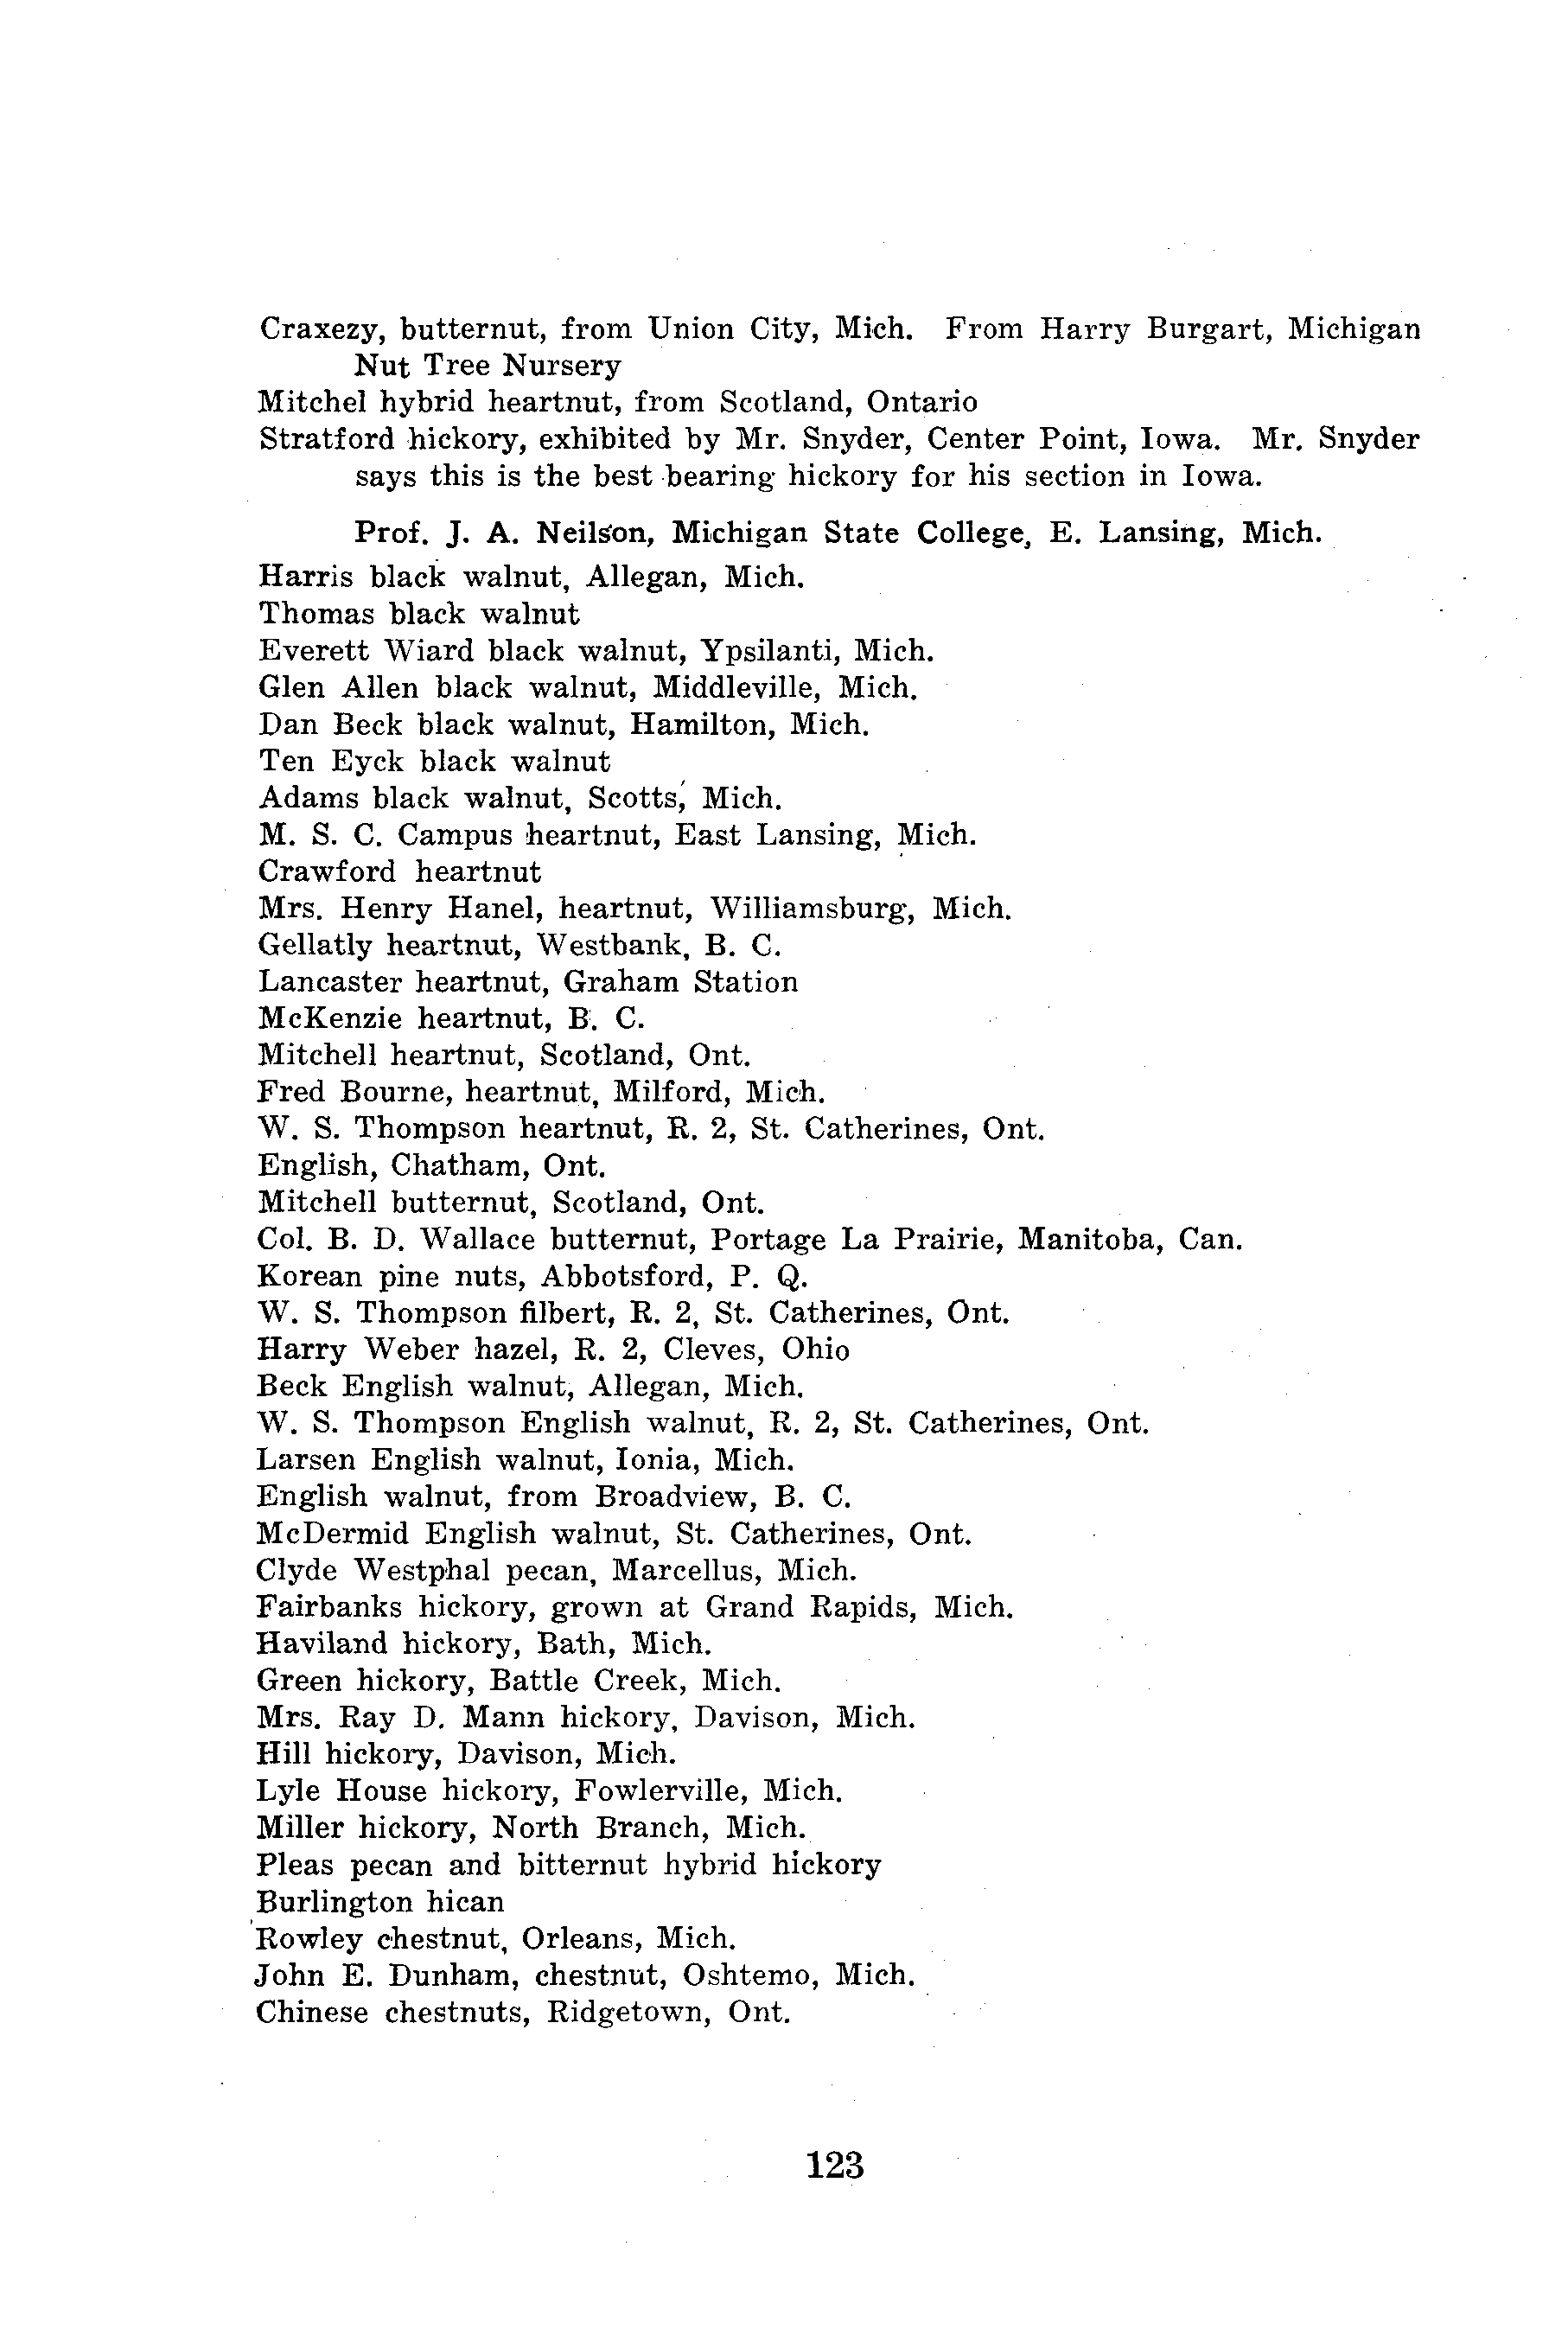 Craxezy, butternut, from Union City, Mich. From Harry Burgart, Michigan
Nut Tree Nursery
Mitchel hybrid heartnut, from Scotland, Ontario
Stratford hickory, exhibited by Mr. Snyder, Center Point, Iowa. Mr. Snyder
says this is the best bearing hickory for his section in Iowa.
Prof. J. A. Neilson, Michigan State College, E. Lansing, Mich.
Harris black walnut, Allegan, Mich.
Thomas black walnut
Everett Wiard black walnut, Ypsilanti, Mich.
Glen Allen black walnut, Middleville, Mich.
Dan Beck black walnut, Hamilton, Mich.
Ten Eyck black walnut
Adams black walnut, Scotts, Mich.
M. S. C. Campus heartnut, East Lansing, Mich.
Crawford heartnut
Mrs. Henry Hanel, heartnut, Williamsburg, Mich.
Gellatly heartnut, Westbank, B. C.
Lancaster heartnut, Graham Station
McKenzie heartnut, B. C.
Mitchell heartnut, Scotland, Ont.
Fred Bourne, heartnut, Milford, Mich.
W. S. Thompson heartnut, R. 2, St. Catherines, Ont.
English, Chatham, Ont.
Mitchell butternut, Scotland, Ont.
Col. B. D. Wallace butternut, Portage La Prairie, Manitoba, Can.
Korean pine nuts, Abbotsford, P. Q.
W. S. Thompson filbert, R. 2, St. Catherines, Ont.
Harry Weber hazel, R. 2, Cleves, Ohio
Beck English walnut, Allegan, Mich.
W. S. Thompson English walnut, R. 2, St. Catherines, Ont.
Larsen English walnut, Ionia, Mich.
English walnut, from Broadview, B. C.
McDermid English walnut, St. Catherines, Ont.
Clyde Westphal pecan, Marcellus, Mich.
Fairbanks hickory, grown at Grand Rapids, Mich.
Haviland hickory, Bath, Mich.
Green hickory, Battle Creek, Mich.
Mrs. Ray D. Mann hickory, Davison, Mich.
Hill hickory, Davison, Mich.
Lyle House hickory, Fowlerville, Mich.
Miller hickory, North Branch, Mich.
Pleas pecan and bitternut hybrid hickory
Burlington hican
Rowley chestnut, Orleans, Mich.
John E. Dunham, chestnut, Oshtemo, Mich.
Chinese chestnuts, Ridgetown, Ont.
123